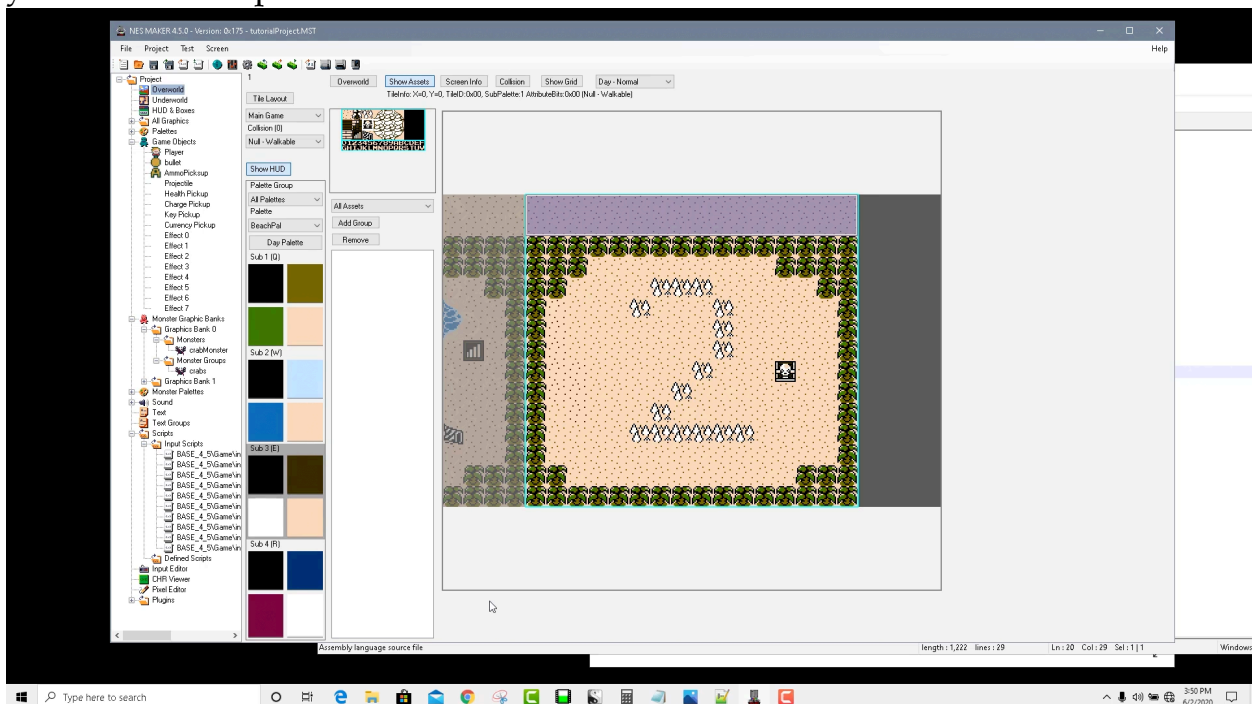 NES MAKER 4.5.0 - Version: 0x175 - tutorialProject.MST
File Project Test Screen Help
Project
Overworld
Underworld
HUD & Boxes
All Graphics
Palettes
Game Objects
Player
bullet
AmmoPicksup
Projectile
Health Pickup
Charge Pickup
Key Pickup
Currency Pickup
Effect 0
Effect 1
Effect 2
Effect 3
Effect 4
Effect 5
Effect 6
Effect 7
Monster Graphic Banks
Graphics Bank 0
Monsters
crabMonster
Monster Groups
crabs
Graphics Bank 1
Monster Palettes
Sound
Text
Text Groups
Scripts
Input Scripts
BASE_4_5\Game\in
BASE_4_5\Game\in
BASE_4_5\Game\in
BASE_4_5\Game\in
BASE_4_5\Game\in
BASE_4_5\Game\in
BASE_4_5\Game\in
BASE_4_5\Game\in
BASE_4_5\Game\in
BASE_4_5\Game\in
Defined Scripts
Input Editor
CHR Viewer
Pixel Editor
Plugins
1
Tile Layout
Main Game
Collision (0)
Null - Walkable
Show HUD
Palette Group
All Palettes
Palette
BeachPal
Day Palette
Sub 1 (Q)
Sub 2 (W)
Sub 3 (E)
Sub 4 (R)
Overworld Show Assets Screen Info Collision Show Grid Day - Normal
TileInfo: X=0, Y=0, TileID:0x00, SubPalette:1 AttributeBits:0x00 (Null - Walkable)
0123456789ABCDEF
GHIJKLMNOPQRSTUV
All Assets
Add Group
Remove
Assembly language source file length : 1,222 lines : 29 Ln : 20 Col : 29 Sel : 1 | 1 Windows
Type here to search
3:50 PM
6/2/2020